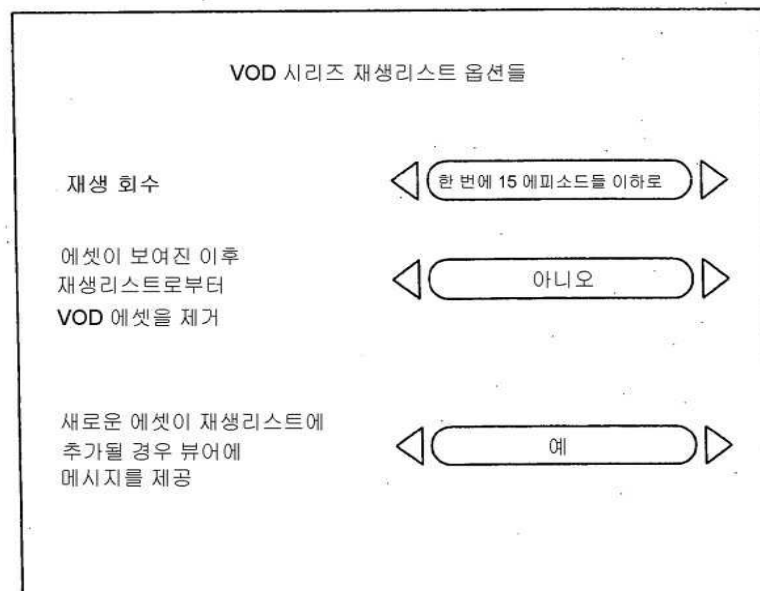 VOD 시리즈 재생리스트 옵션들
재생 회수
한 번에 15 에피소드들 이하로
에셋이 보여진 이후
재생리스트로부터
VOD 에셋을 제거
아니오
새로운 에셋이 재생리스트에
추가될 경우 뷰어에
메시지를 제공
예